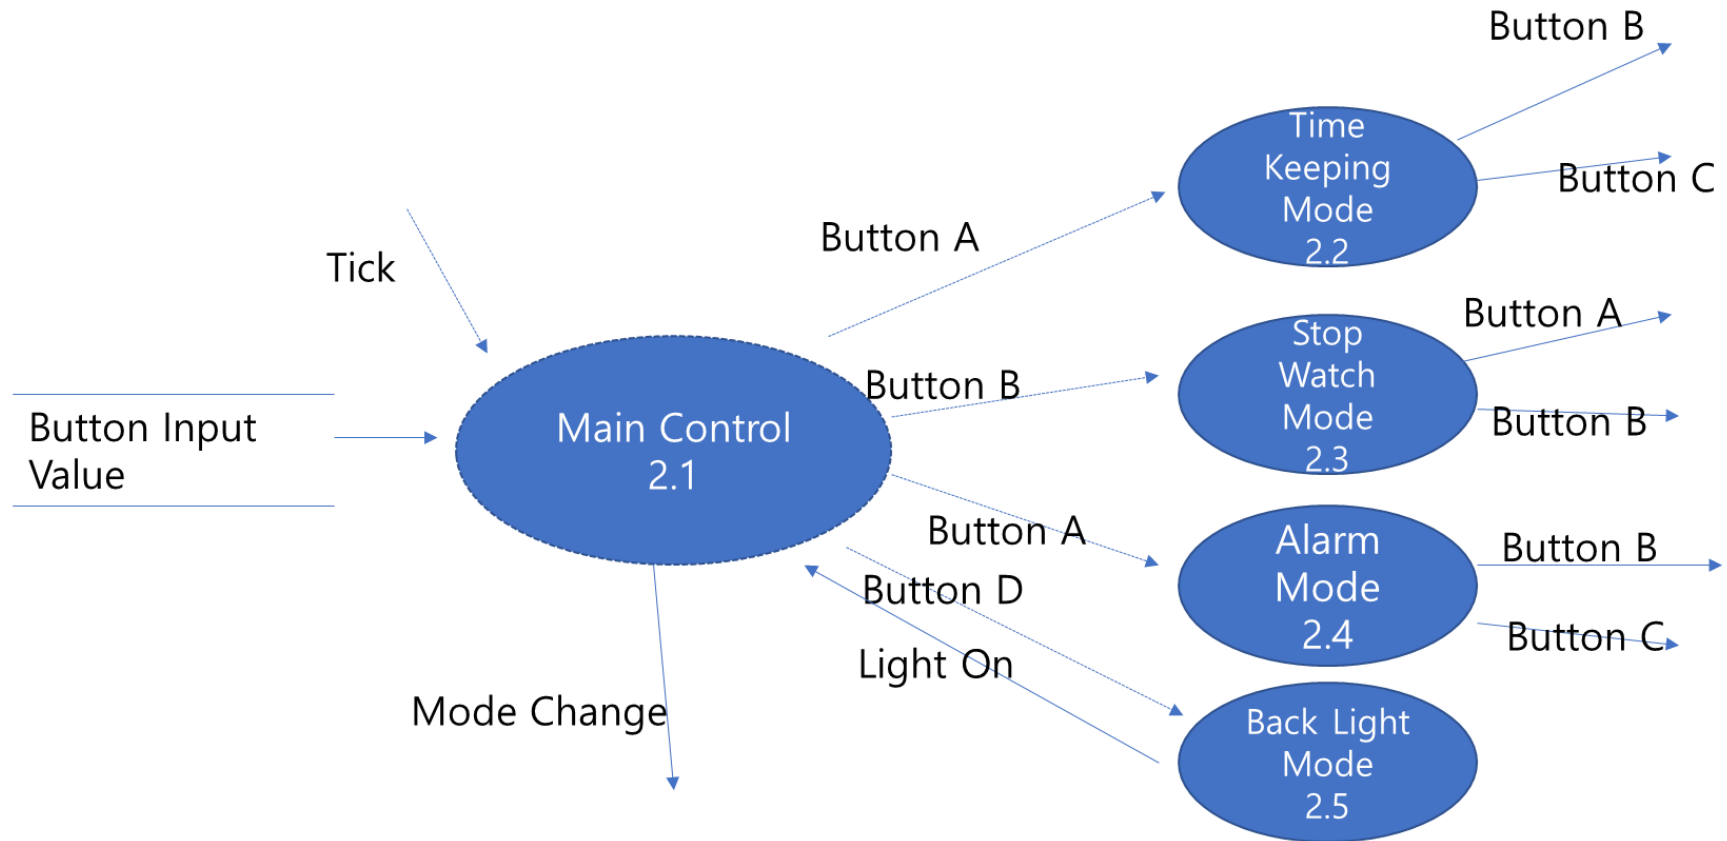 Button B
Time
Keeping
Mode
2.2
Button C
Button A
Tick
Button A
Stop
Watch
Mode
2.3
Button B
Button B
Button Input
Value
Main Control
2.1
Button A
Alarm
Mode
2.4
Button B
Button D
Button C
Light On
Mode Change
Back Light
Mode
2.5